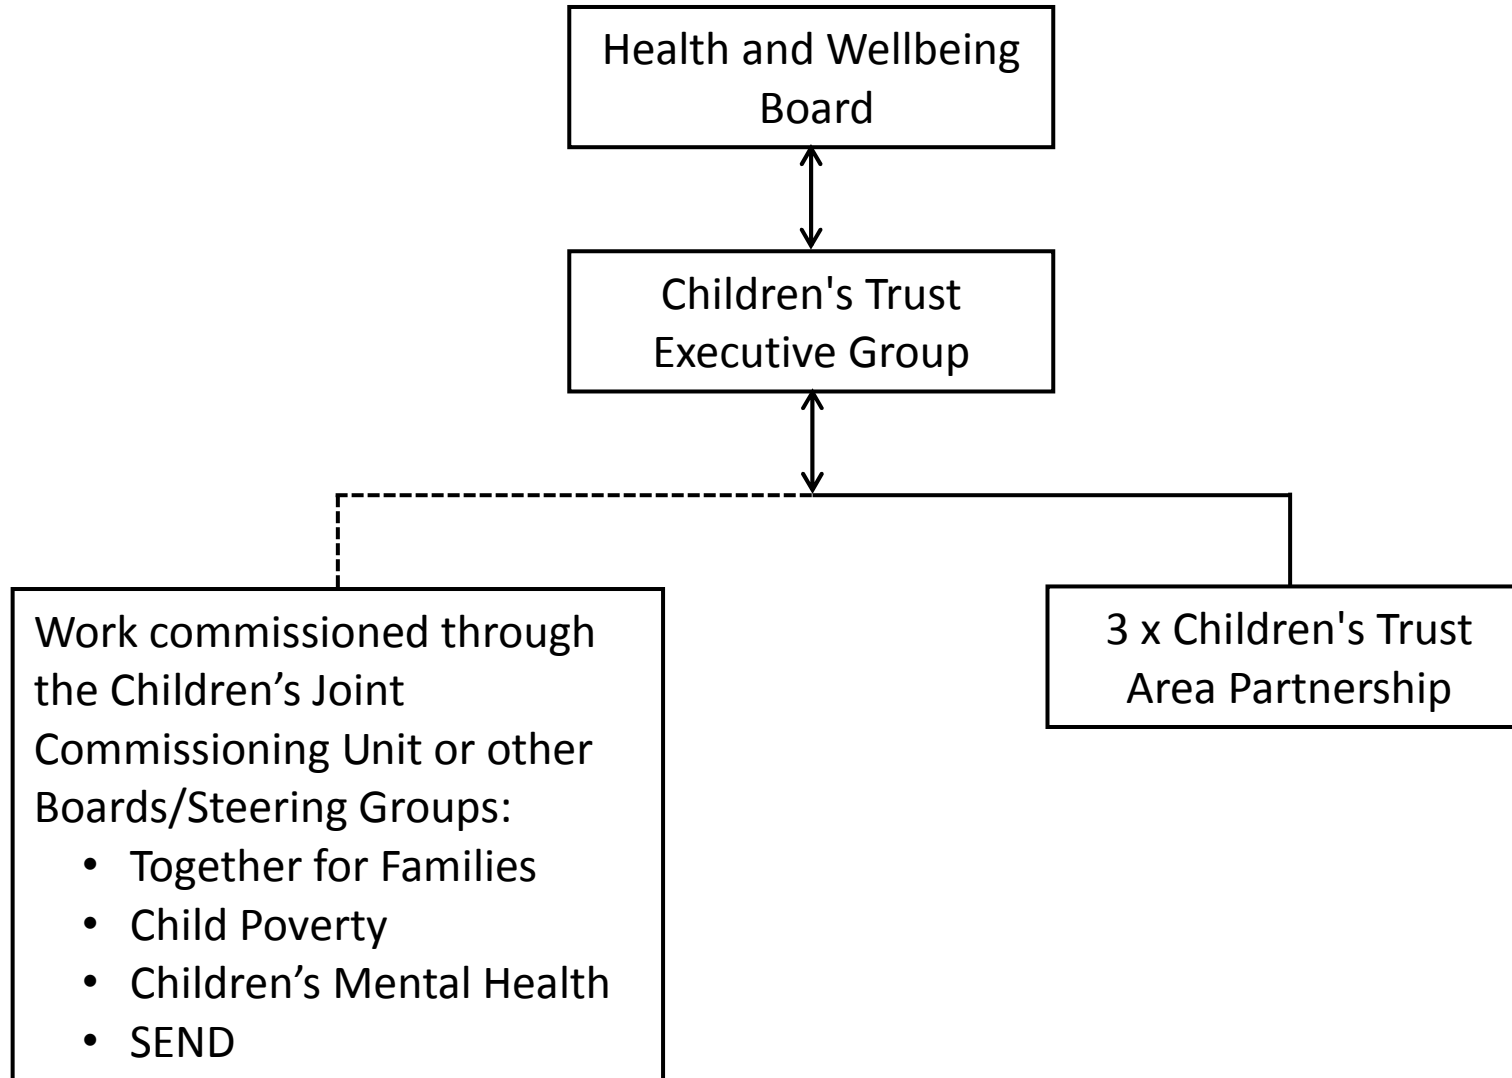 Health and Wellbeing
Board
Children's Trust
Executive Group
Work commissioned through
the Children’s Joint
Commissioning Unit or other
Boards/Steering Groups:
• Together for Families
• Child Poverty
• Children’s Mental Health
• SEND
3 x Children's Trust
Area Partnership